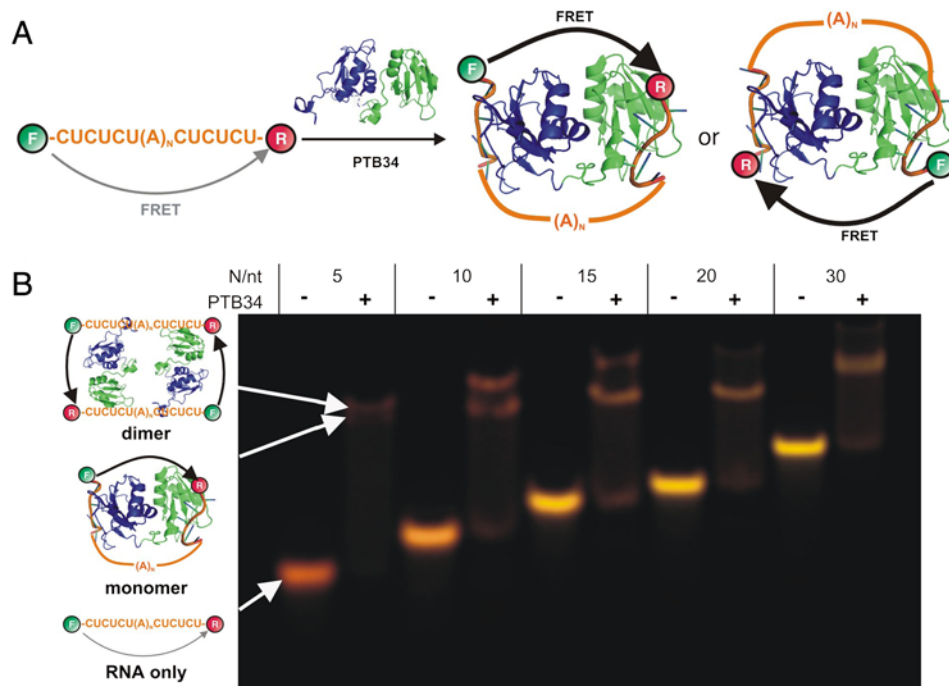 A
F-CUCUCU(A)NCUCUCU-R
FRET
PTB34
FRET
F
R
(A)N
or
(A)N
R
F
FRET
B
N/nt 5 10 15 20 30
PTB34 - + - + - + - + - +
F-CUCUCU(A)NCUCUCU-R
R-CUCUCU(A)NCUCUCU-F
dimer
F
R
(A)N
monomer
F-CUCUCU(A)NCUCUCU-R
RNA only